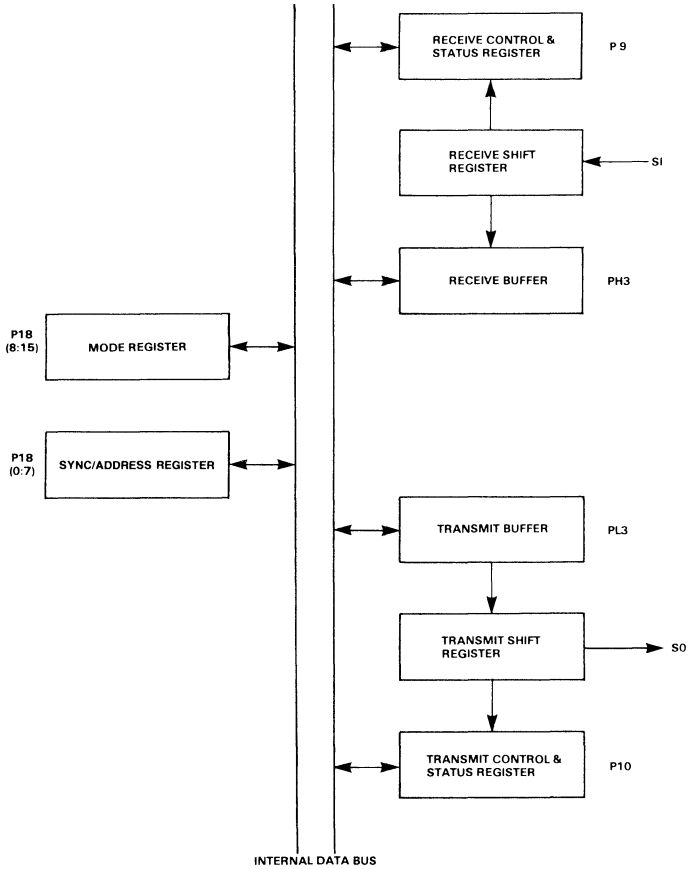 RECEIVE CONTROL &
STATUS REGISTER
P 9
RECEIVE SHIFT
REGISTER
SI
RECEIVE BUFFER
PH3
P18
(8:15)
MODE REGISTER
P18
(0:7)
SYNC/ADDRESS REGISTER
TRANSMIT BUFFER
PL3
TRANSMIT SHIFT
REGISTER
SO
TRANSMIT CONTROL &
STATUS REGISTER
P10
INTERNAL DATA BUS